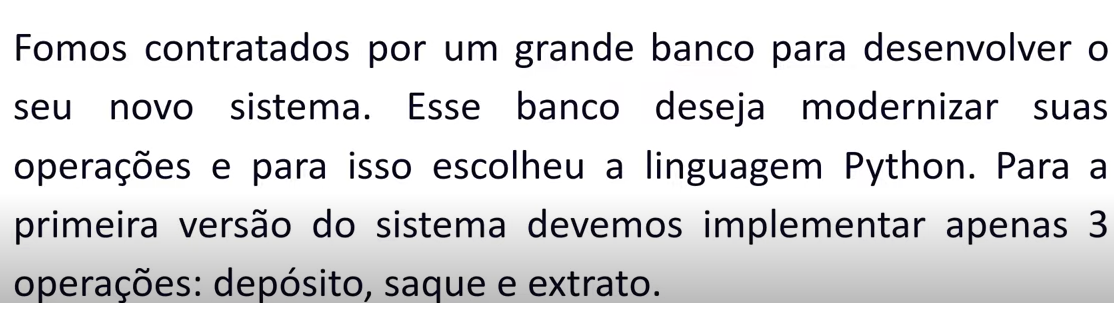 Fomos contratados por um grande banco para desenvolver o
seu novo sistema. Esse banco deseja modernizar suas
operações e para isso escolheu a linguagem Python. Para a
primeira versão do sistema devemos implementar apenas 3
operações: depósito, saque e extrato.